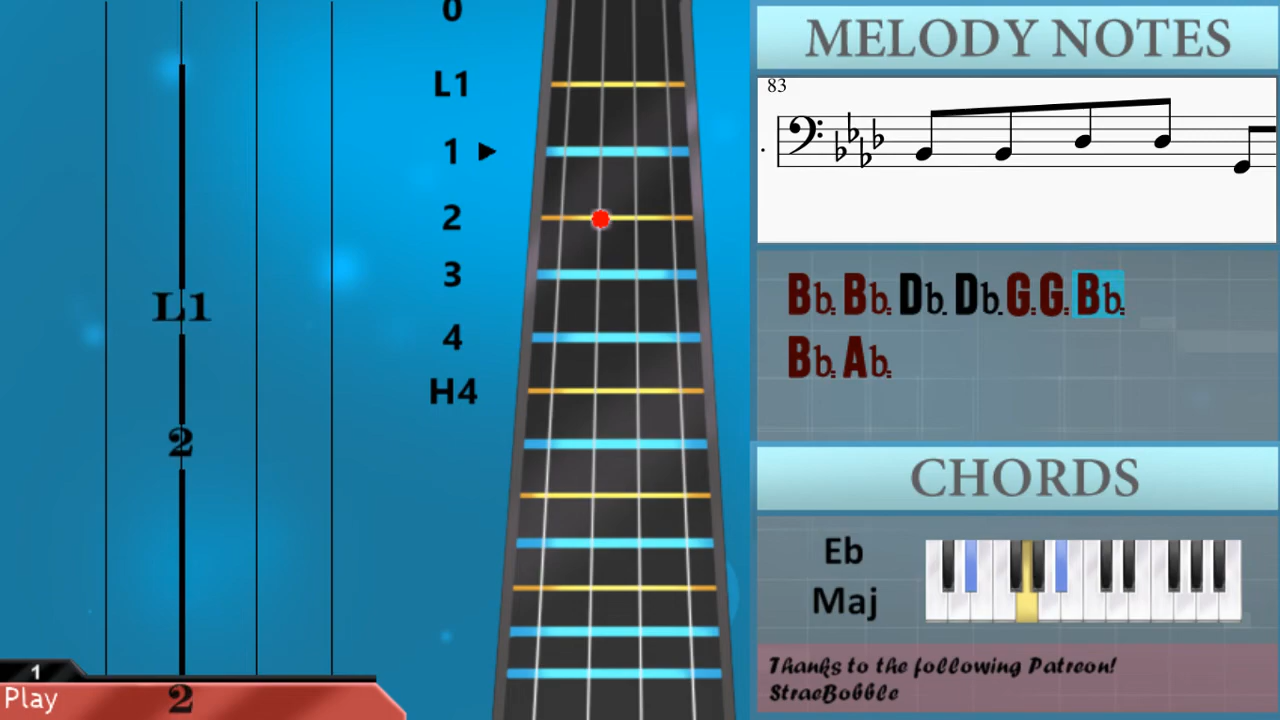 0
L1
1
2
3
4
H4
L1
2
2
1
Play
MELODY NOTES
83
Bb. Bb. Db. Db. G. G. Bb.
Bb. Ab.
CHORDS
Eb
Maj
Thanks to the following Patreon!
StraeBobble